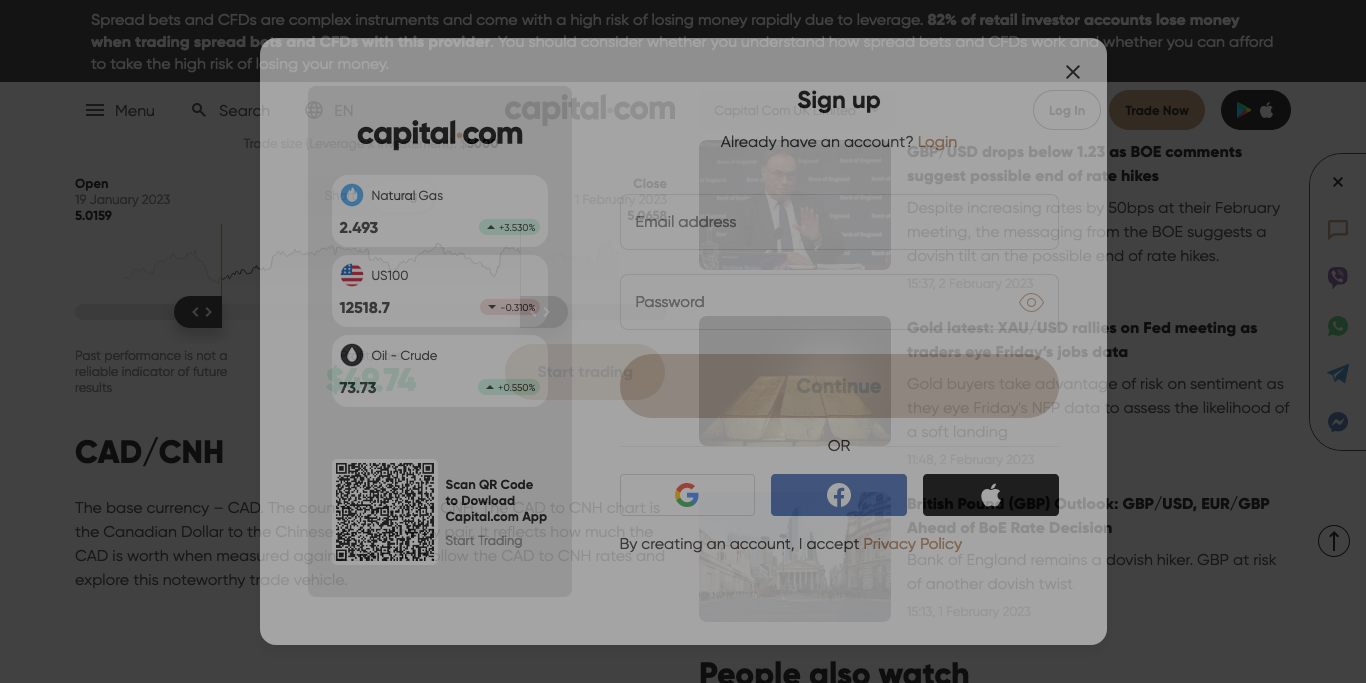 Spread bets and CFDs are complex instruments and come with a high risk of losing money rapidly due to leverage. 82% of retail investor accounts lose money
when trading spread bets and CFDs with this provider. You should consider whether you understand how spread bets and CFDs work and whether you can afford
to take the high risk of losing your money.
Menu
Search
EN
capital.com
Capital Com UK Limited
Log In
Trade Now
Open
19 January 2023
5.0159
Close
1 February 2023
Past performance is not a
reliable indicator of future
results
Start trading
CAD/CNH
The base currency – CAD. The
CNH. The CAD to CNH chart is
the Canadian Dollar to the Chinese
pair. It reflects how much the
CAD is worth when measured
follow the CAD to CNH rates and
explore this noteworthy trade vehicle.
capital.com
Natural Gas
2.493
+3.530%
US100
12518.7
-0.310%
Oil - Crude
73.73
+0.550%
Scan QR Code
to Dowload
Capital.com App
Start Trading
Sign up
Already have an account? Login
Email address
Password
Continue
OR
By creating an account, I accept Privacy Policy
GBP/USD drops below 1.23 as BOE comments
suggest possible end of rate hikes
Despite increasing rates by 50bps at their February
meeting, the messaging from the BOE suggests a
dovish tilt an the possible end of rate hikes.
15:37, 2 February 2023
Gold latest: XAU/USD rallies on Fed meeting as
traders eye Friday's jobs data
Gold buyers take advantage of risk on sentiment as
they eye Friday's NFP data to assess the likelihood of
a soft landing
11:48, 2 February 2023
British Pound (GBP) Outlook: GBP/USD, EUR/GBP
Ahead of BoE Rate Decision
Bank of England remains a dovish hiker. GBP at risk
of another dovish twist
15:13, 1 February 2023
People also watch